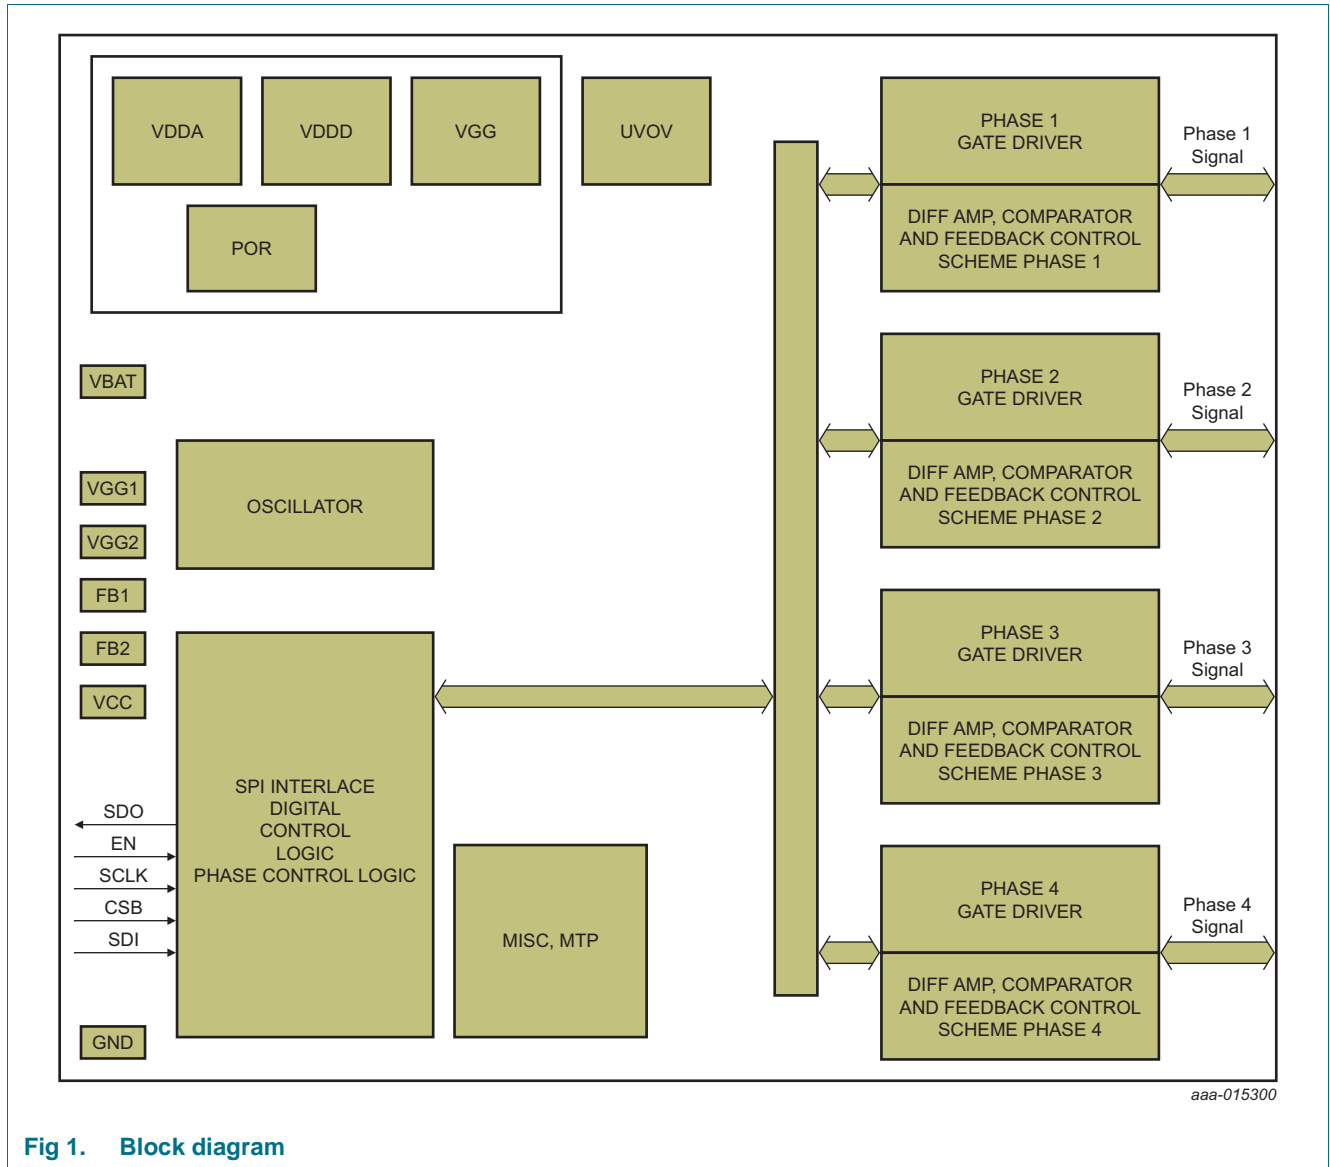 VDDA
VDDD
VGG
UVOV
POR
PHASE 1
GATE DRIVER
DIFF AMP, COMPARATOR
AND FEEDBACK CONTROL
SCHEME PHASE 1
Phase 1
Signal
VBAT
PHASE 2
GATE DRIVER
DIFF AMP, COMPARATOR
AND FEEDBACK CONTROL
SCHEME PHASE 2
Phase 2
Signal
VGG1
VGG2
FB1
FB2
VCC
OSCILLATOR
PHASE 3
GATE DRIVER
DIFF AMP, COMPARATOR
AND FEEDBACK CONTROL
SCHEME PHASE 3
Phase 3
Signal
SPI INTERLACE
DIGITAL
CONTROL
LOGIC
PHASE CONTROL LOGIC
SDO
EN
SCLK
CSB
SDI
GND
MISC, MTP
PHASE 4
GATE DRIVER
DIFF AMP, COMPARATOR
AND FEEDBACK CONTROL
SCHEME PHASE 4
Phase 4
Signal
aaa-015300
Fig 1. Block diagram